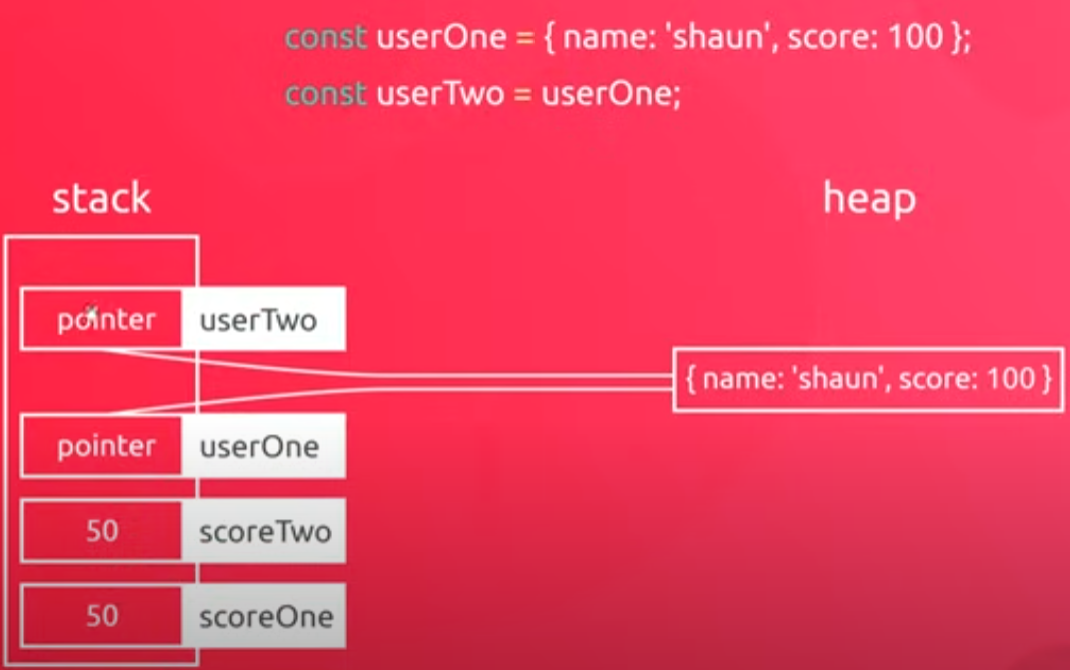 const userOne = { name: 'shaun', score: 100 };
const userTwo = userOne;
stack
heap
pointer userTwo
{ name: 'shaun', score: 100 }
pointer userOne
50 scoreTwo
50 scoreOne